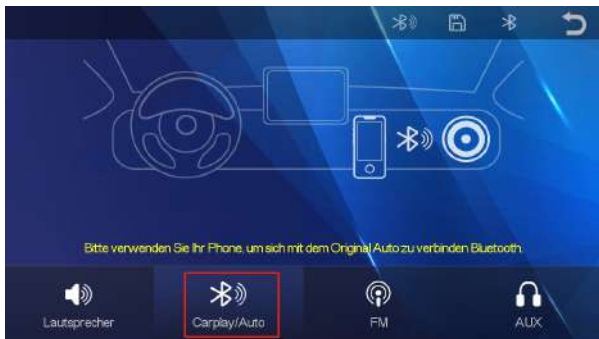 Bitte verwenden Sie Ihr Phone, um sich mit dem Original Auto zu verbinden Bluetooth.
Lautsprecher
Carplay/Auto
FM
AUX